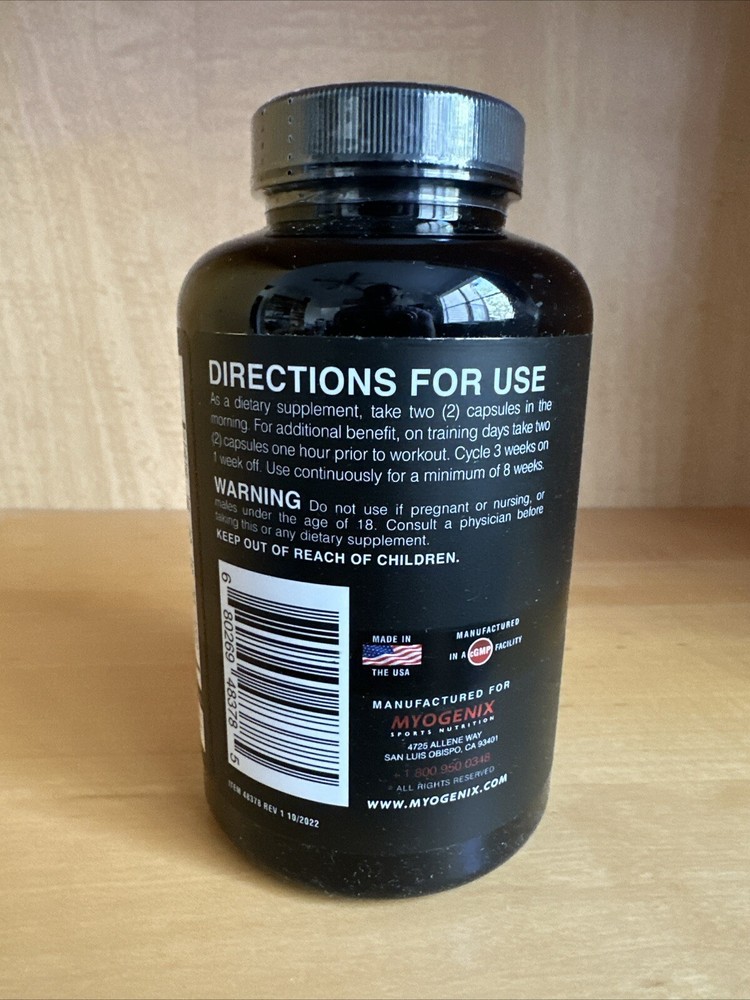 DIRECTIONS FOR USE
As a dietary supplement, take two (2) capsules in the
morning. For additional benefit, on training days take two
(2) capsules one hour prior to workout. Cycle 3 weeks on
1 week off. Use continuously for a minimum of 8 weeks.
WARNING Do not use if pregnant or nursing, or
males under the age of 18. Consult a physician before
taking this or any dietary supplement.
KEEP OUT OF REACH OF CHILDREN.
6 80269 48378 5
MADE IN
THE USA
MANUFACTURED
IN A cGMP FACILITY
MANUFACTURED FOR
MYOGENIX
SPORTS NUTRITION
4725 ALLENE WAY
SAN LUIS OBISPO, CA 93401
1 800.950.0348
ALL RIGHTS RESERVED
WWW.MYOGENIX.COM
ITEM 48378 REV 1 10/2022